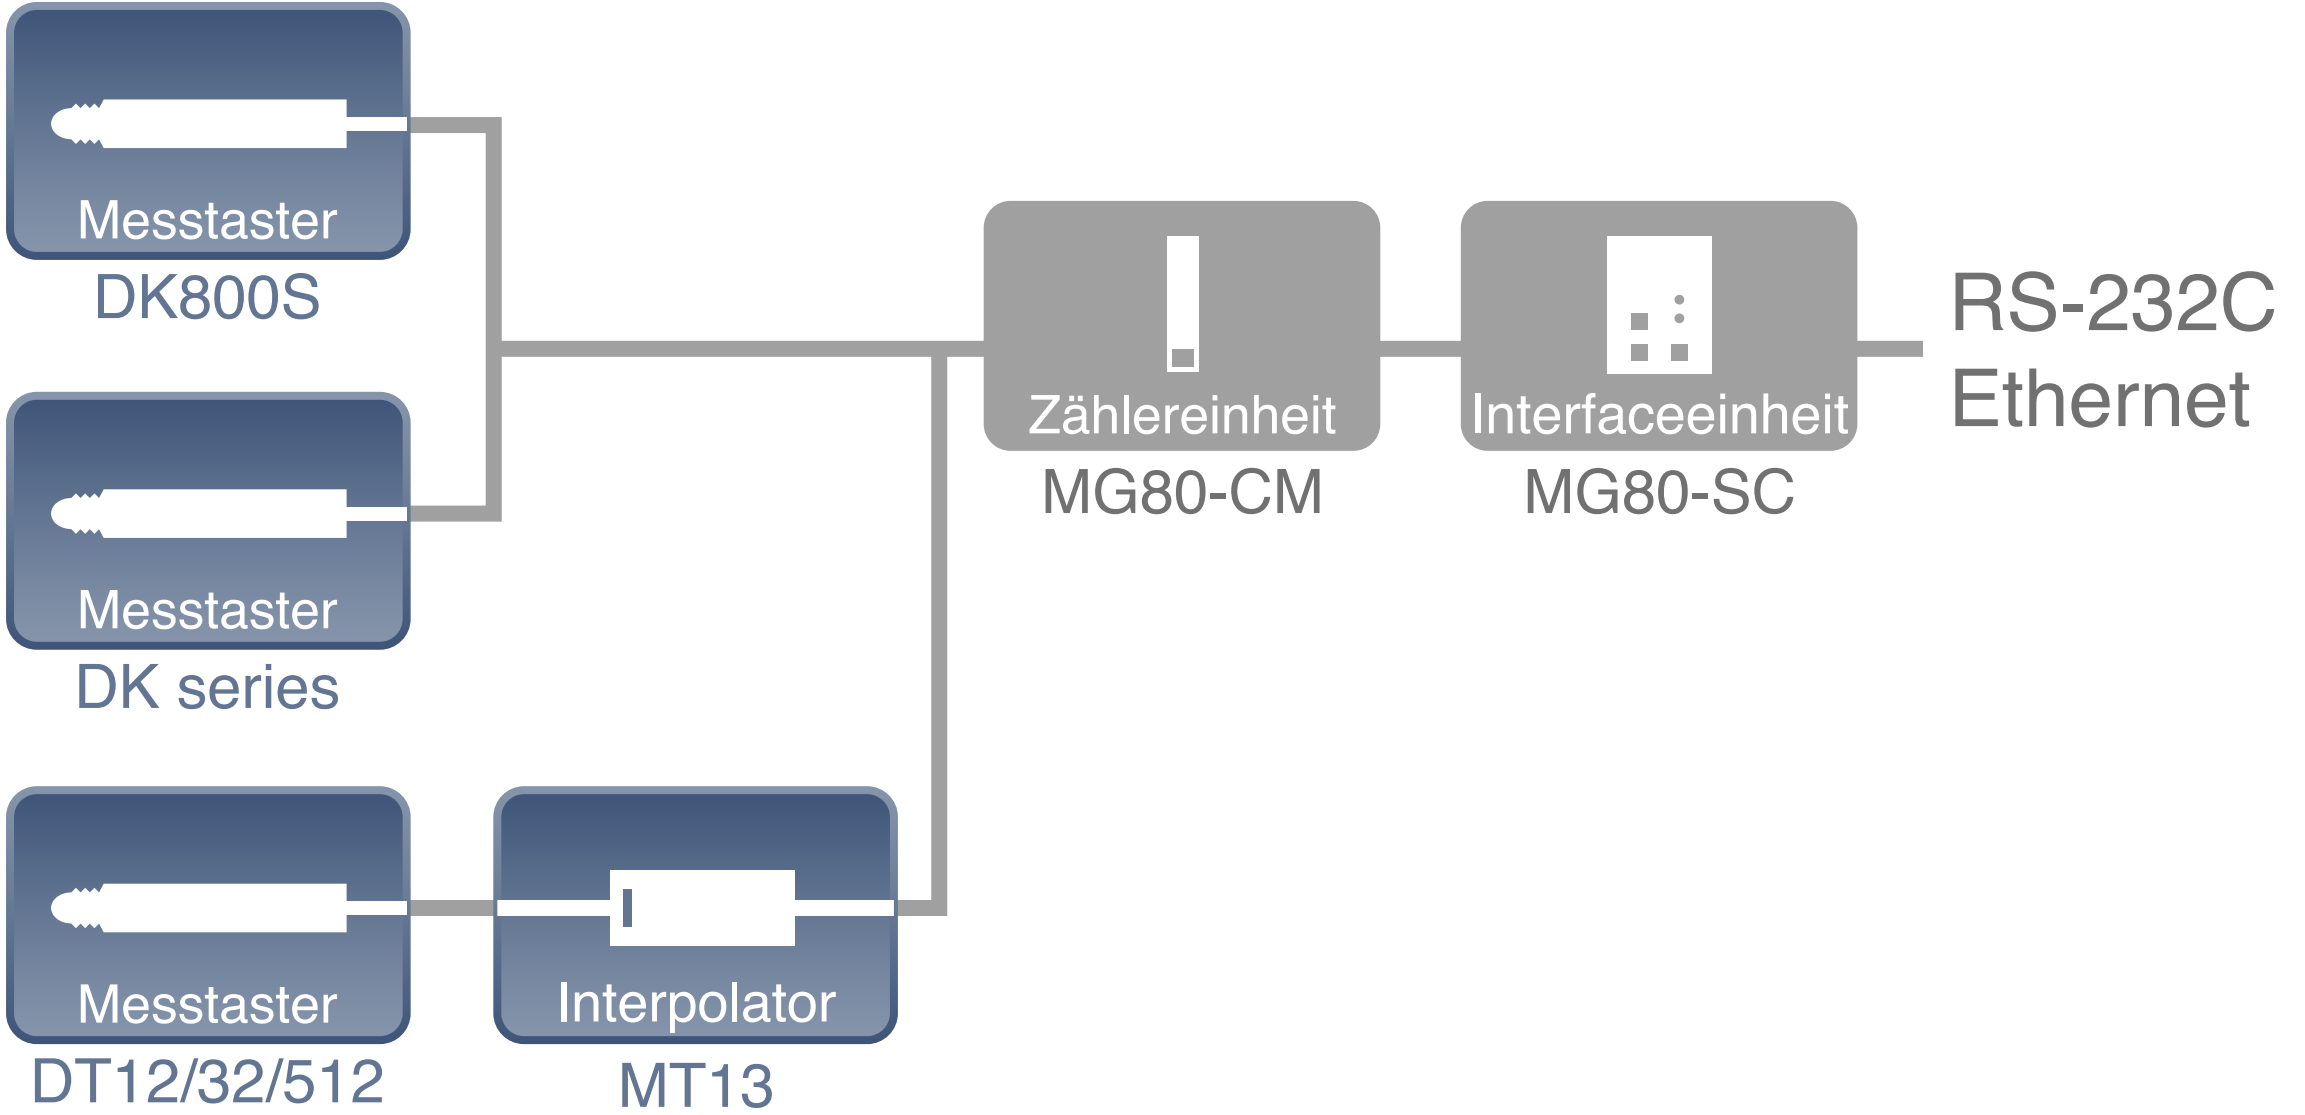 Messtaster
DK800S
Messtaster
DK series
Messtaster
DT12/32/512
Interpolator
MT13
Zählereinheit
MG80-CM
Interfaceeinheit
MG80-SC
RS-232C
Ethernet